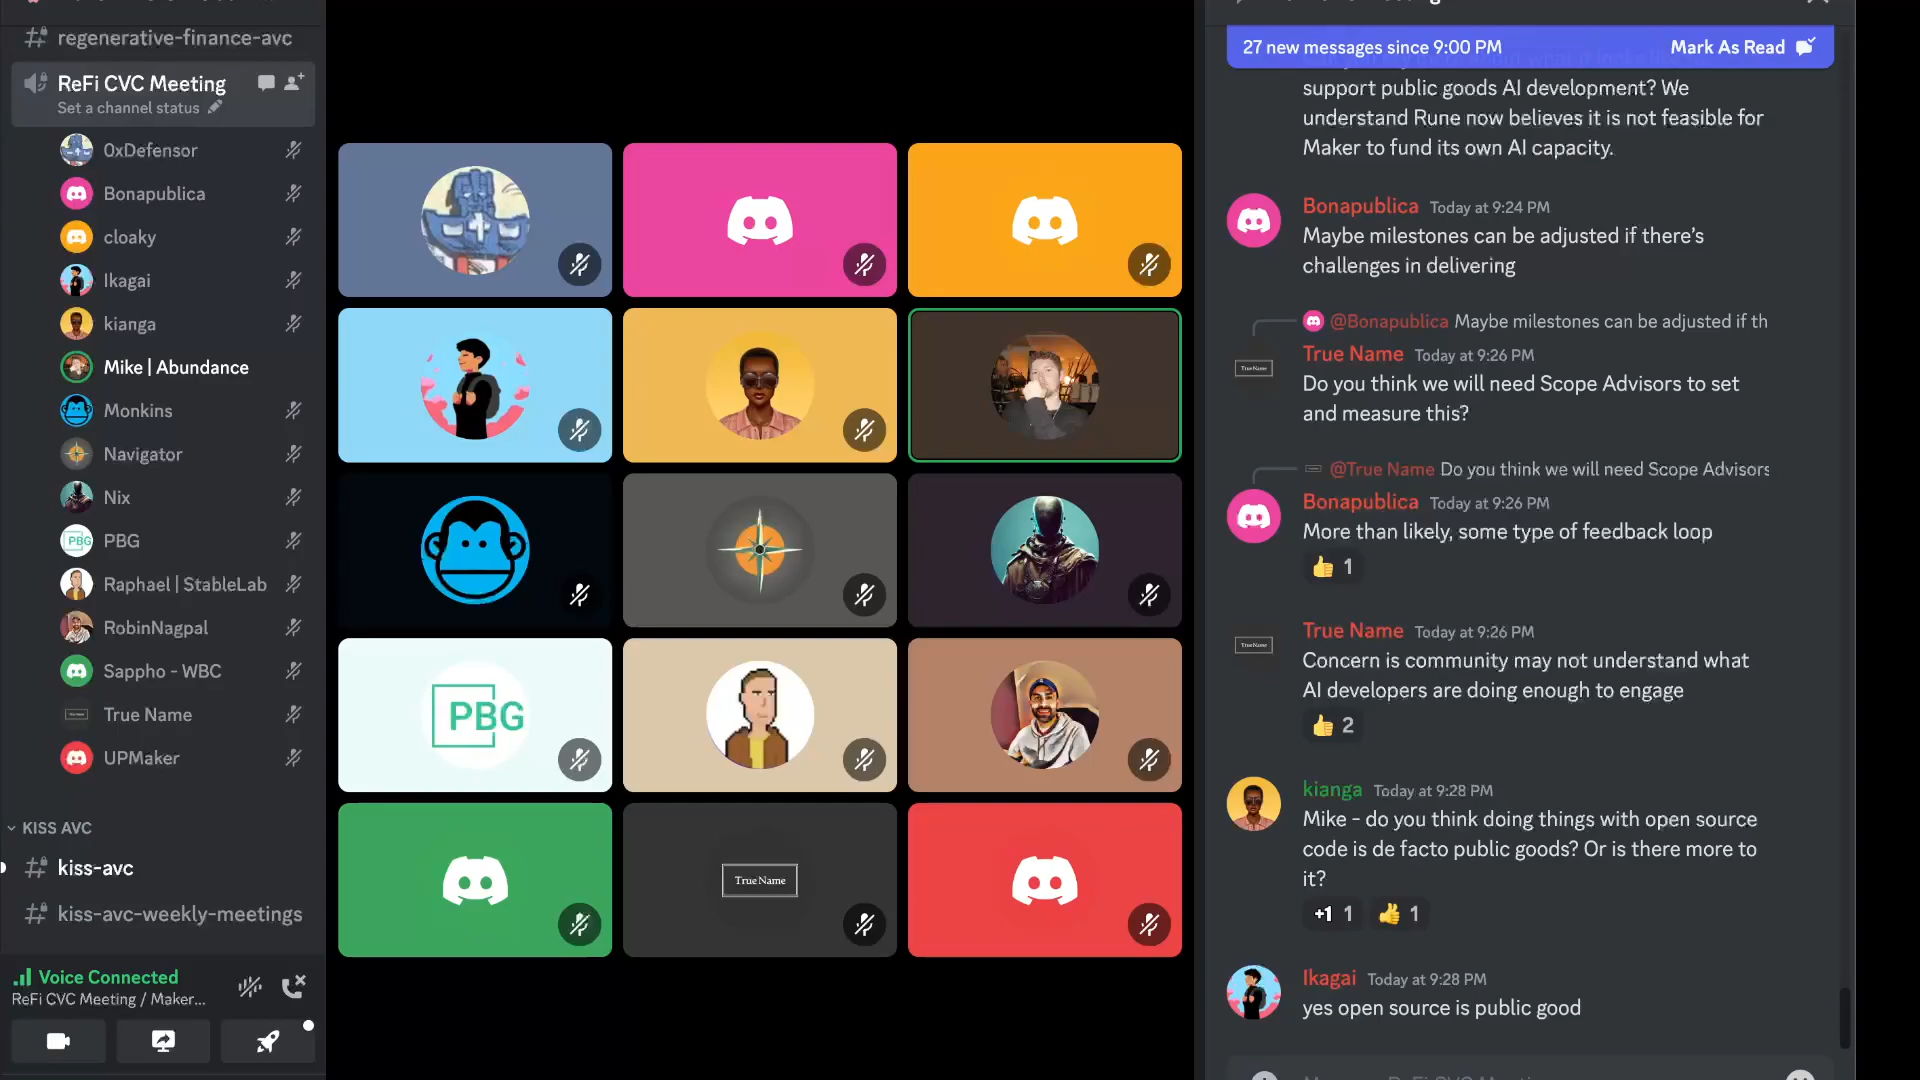 regenerative-finance-avc
ReFi CVC Meeting
Set a channel status
0xDefensor
Bonapublica
cloaky
Ikagai
kianga
Mike | Abundance
Monkins
Navigator
Nix
PBG
PBG
Raphael | StableLab
RobinNagpal
Sappho - WBC
True Name
UPMaker
KISS AVC
kiss-avc
kiss-avc-weekly-meetings
Voice Connected
ReFi CVC Meeting / Maker...
PBG
True Name
27 new messages since 9:00 PM
Mark As Read
support public goods AI development? We
understand Rune now believes it is not feasible for
Maker to fund its own AI capacity.
Bonapublica Today at 9:24 PM
Maybe milestones can be adjusted if there's
challenges in delivering
@Bonapublica Maybe milestones can be adjusted if th
True Name
True Name Today at 9:26 PM
Do you think we will need Scope Advisors to set
and measure this?
@True Name Do you think we will need Scope Advisors
Bonapublica Today at 9:26 PM
More than likely, some type of feedback loop
1
True Name
True Name Today at 9:26 PM
Concern is community may not understand what
AI developers are doing enough to engage
2
kianga Today at 9:28 PM
Mike - do you think doing things with open source
code is de facto public goods? Or is there more to
it?
+1 1 1
Ikagai Today at 9:28 PM
yes open source is public good